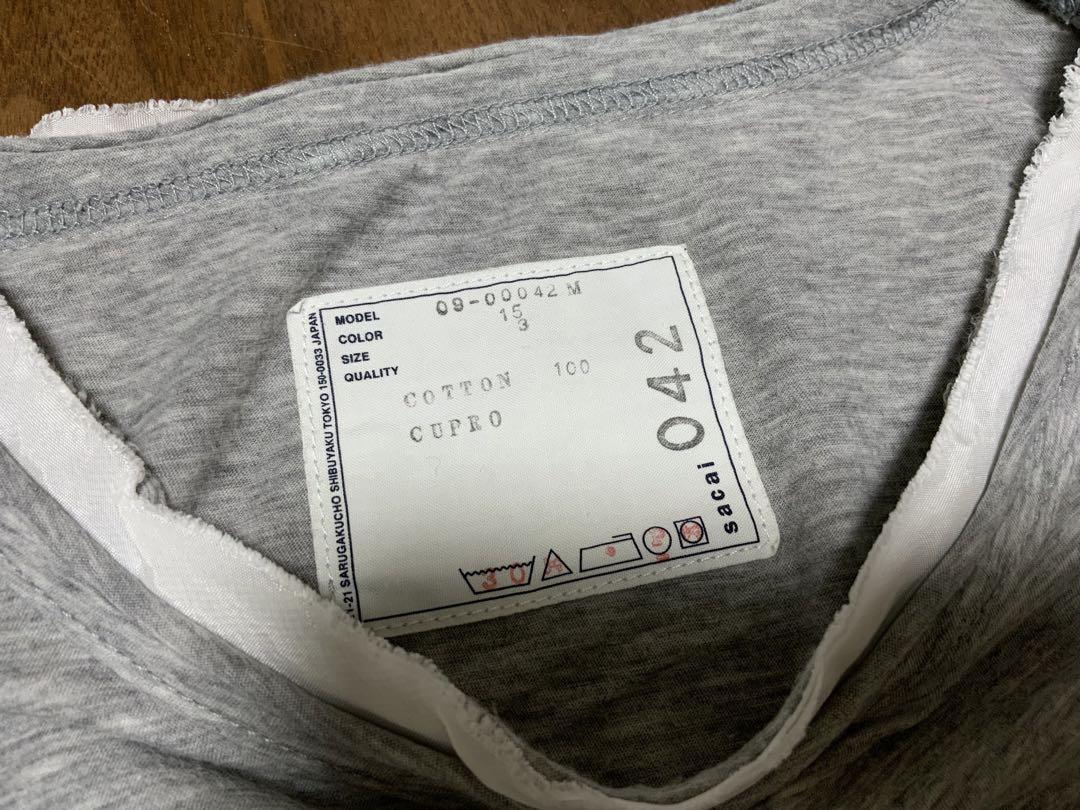 MODEL 09-00042 M
COLOR 15
SIZE 3
QUALITY
COTTON 100
CUPRO
042
sacai
1-21 SARUGAKUCHO SHIBUYAKU TOKYO 150-0033 JAPAN
30